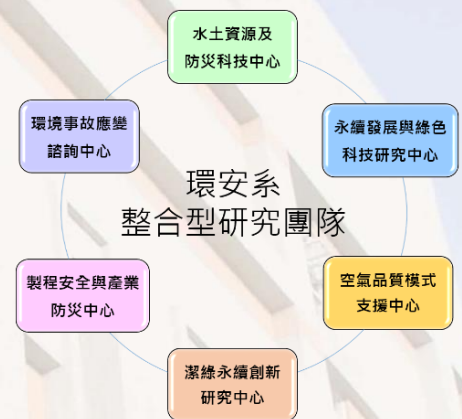 水土資源及
防災科技中心
環境事故應變
諮詢中心
永續發展與綠色
科技研究中心
環安系
整合型研究團隊
製程安全與產業
防災中心
空氣品質模式
支援中心
潔綠永續創新
研究中心